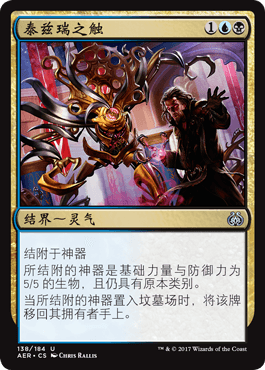 泰兹瑞之触
1
结界～灵气
结附于神器
所结附的神器是基础力量与防御力为
5/5 的生物，且仍具有原本类别。
当所结附的神器置入坟墓场时，将该牌
移回其拥有者手上。
138/184 U
AER • CS CHRIS RALLIS
™ & © 2017 Wizards of the Coast